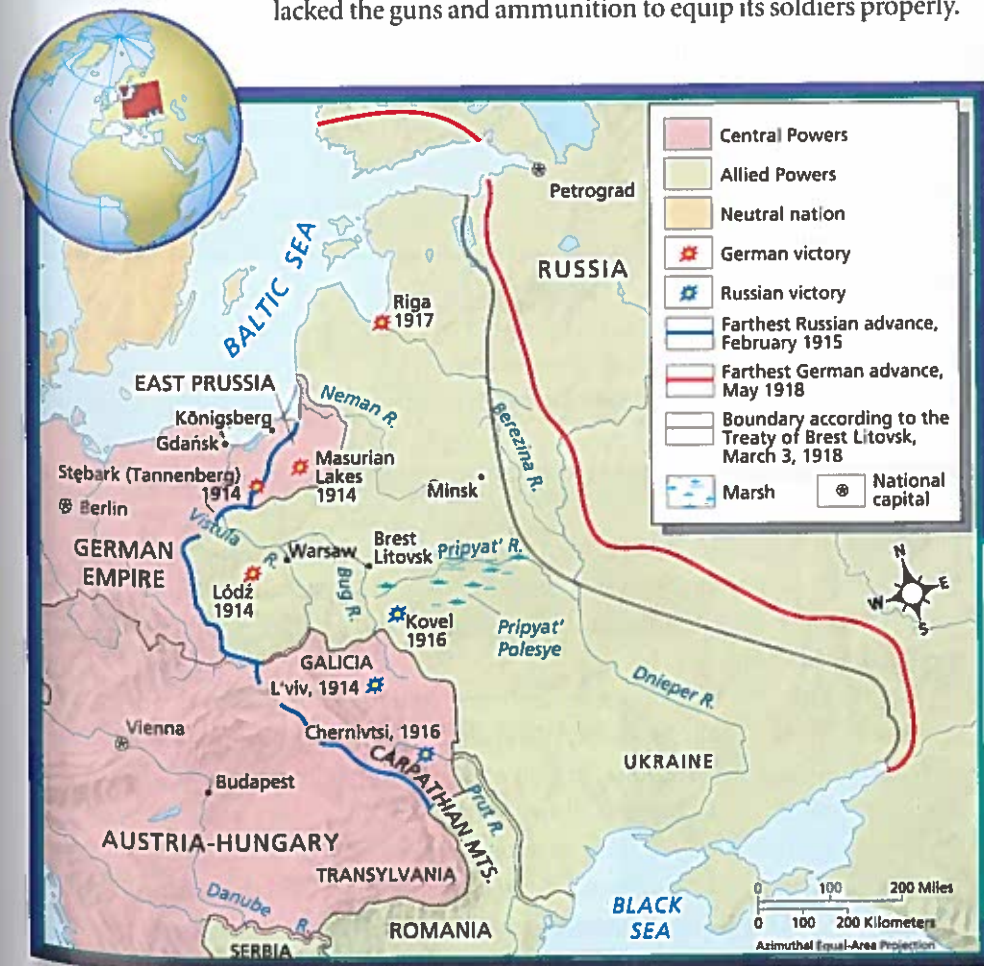 lacked the guns and ammunition to equip its soldiers properly.
Central Powers
Allied Powers
Neutral nation
German victory
Russian victory
Farthest Russian advance,
February 1915
Farthest German advance,
May 1918
Boundary according to the
Treaty of Brest Litovsk,
March 3, 1918
Marsh
National
capital
Petrograd
RUSSIA
BALTIC SEA
Riga
1917
EAST PRUSSIA
Neman R.
Königsberg
Gdańsk
Berezina R.
Stębark (Tannenberg)
1914
Masurian
Lakes
1914
Minsk
Berlin
Vistula
R.
GERMAN
EMPIRE
Warsaw
Brest
Litovsk
Pripyat' R.
Bug R.
Łódź
1914
Kovel
1916
Pripyat'
Polesye
N
E
W
S
GALICIA
L'viv, 1914
Dnieper R.
Vienna
Chernivtsi, 1916
CARPATHIAN MTS.
UKRAINE
Budapest
Prut R.
AUSTRIA-HUNGARY
TRANSYLVANIA
Danube R.
ROMANIA
SERBIA
BLACK
SEA
0 100 200 Miles
0 100 200 Kilometers
Azimuthal Equal-Area Projection